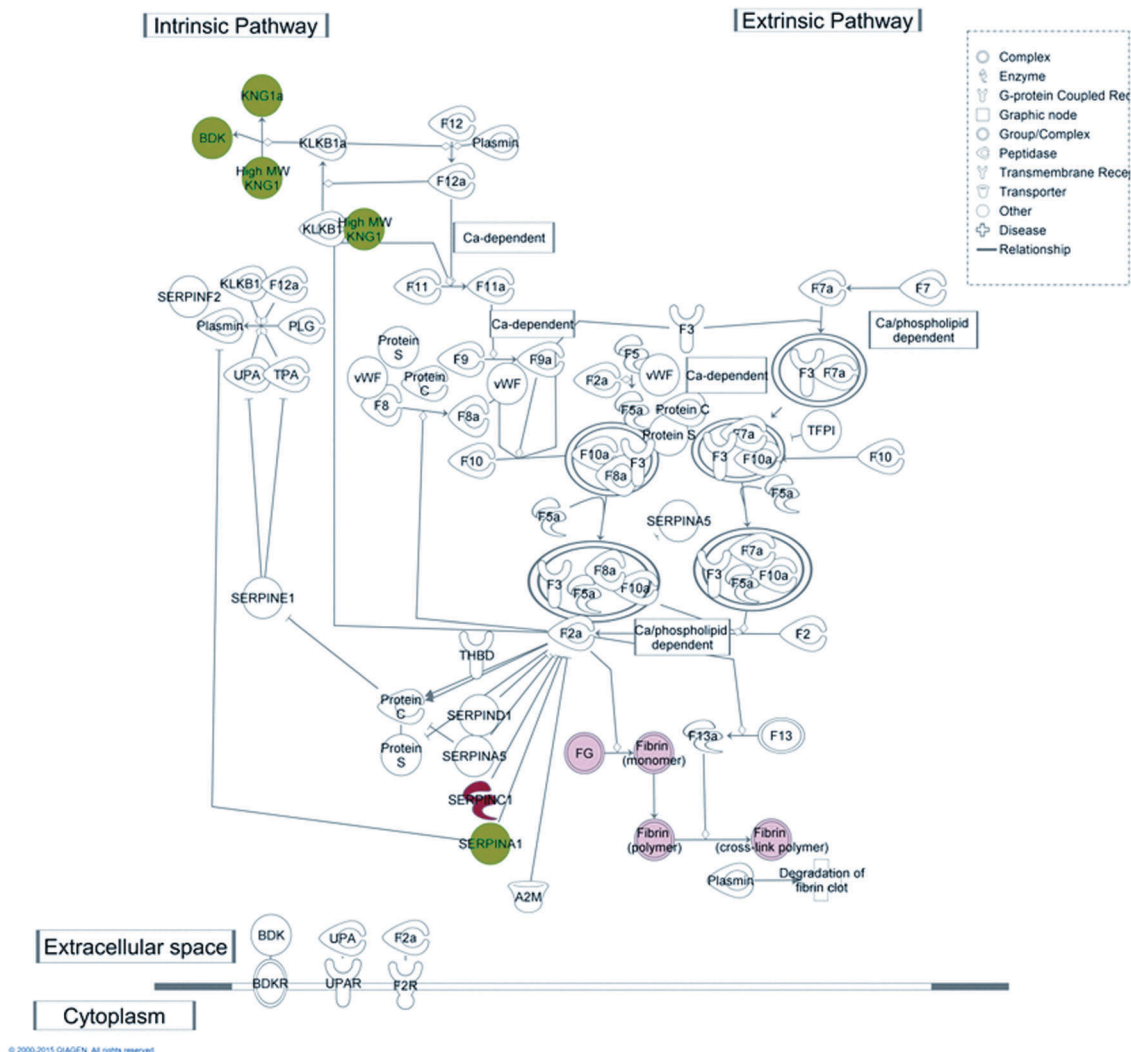 Intrinsic Pathway
Extrinsic Pathway
Complex
Enzyme
G-protein Coupled Rec
Graphic node
Group/Complex
Peptidase
Transmembrane Rece
Transporter
Other
Disease
Relationship
KNG1a
BDK
High MW
KNG1
KLKB1a
F12
Plasmin
F12a
KLKB1
High MW
KNG1
Ca-dependent
F11
F11a
SERPINF2
KLKB1
F12a
Plasmin
PLG
UPA
TPA
Ca-dependent
F3
F7a
F7
Ca/phospholipid
dependent
Protein
S
vWF
Protein
C
F9
F9a
F8
F8a
vWF
F5
F2a
vWF
Ca-dependent
F5a
Protein C
Protein S
F3
F7a
TFPI
F10
F10a
F3
F8a
F7a
F3
F10a
F10
F5a
F5a
SERPINA5
F8a
F3
F5a
F10a
F7a
F3
F5a
F10a
SERPINE1
F2a
Ca/phospholipid
dependent
F2
THBD
Protein
C
SERPIND1
Protein
S
SERPINA5
SERPINC1
SERPINA1
A2M
FG
Fibrin
(monomer)
F13a
F13
Fibrin
(polymer)
Fibrin
(cross-link polymer)
Plasmin
Degradation of
fibrin clot
Extracellular space
BDK
UPA
F2a
BDKR
UPAR
F2R
Cytoplasm
© 2000-2015 QIAGEN. All rights reserved.